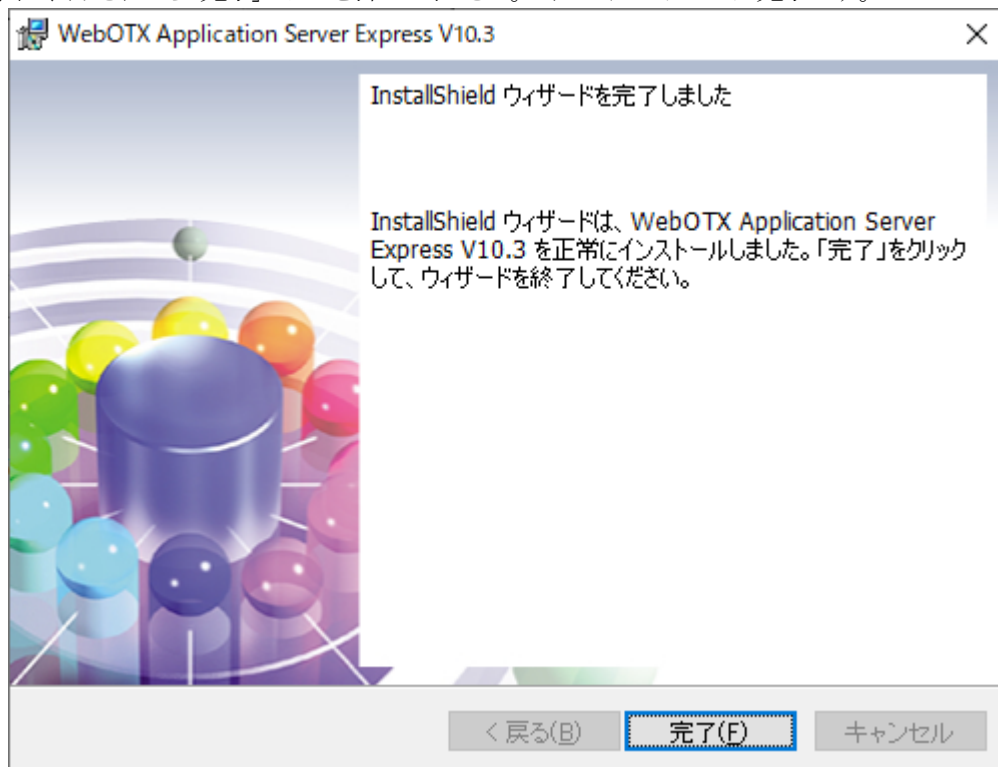 WebOTX Application Server Express V10.3
InstallShield ウィザードを完了しました
InstallShield ウィザードは、WebOTX Application Server
Express V10.3 を正常にインストールしました。「完了」をクリック
して、ウィザードを終了してください。
< 戻る(B)
完了(F)
キャンセル